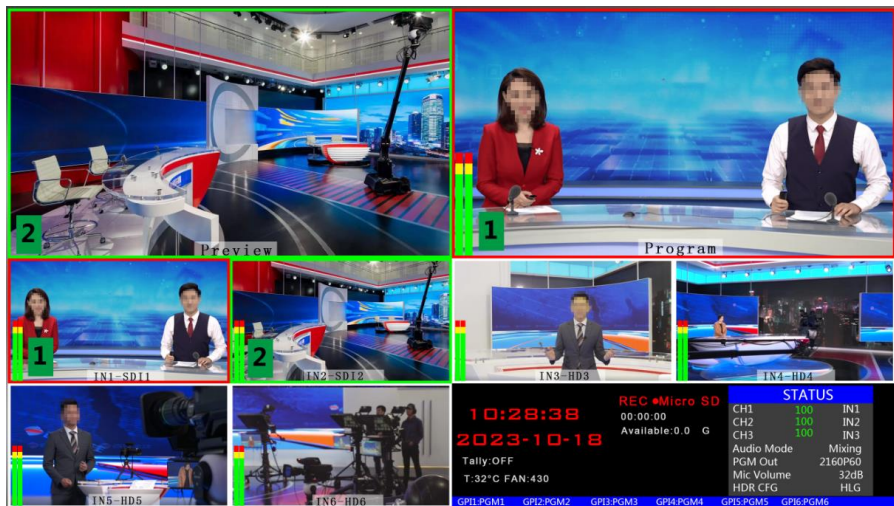 2
Preview
1
Program
1
IN1-SDI1
2
IN2-SDI2
IN3-HD3
IN4-HD4
IN5-HD5
IN6-HD6
10:28:38
2023-10-18
Tally:OFF
T:32°C FAN:430
REC ●Micro SD
00:00:00
Available:0.0 G
STATUS
CH1 100 IN1
CH2 100 IN2
CH3 100 IN3
Audio Mode Mixing
PGM Out 2160P60
Mic Volume 32dB
HDR CFG HLG
GPI1:PGM1 GPI2:PGM2 GPI3:PGM3 GPI4:PGM4 GPI5:PGM5 GPI6:PGM6